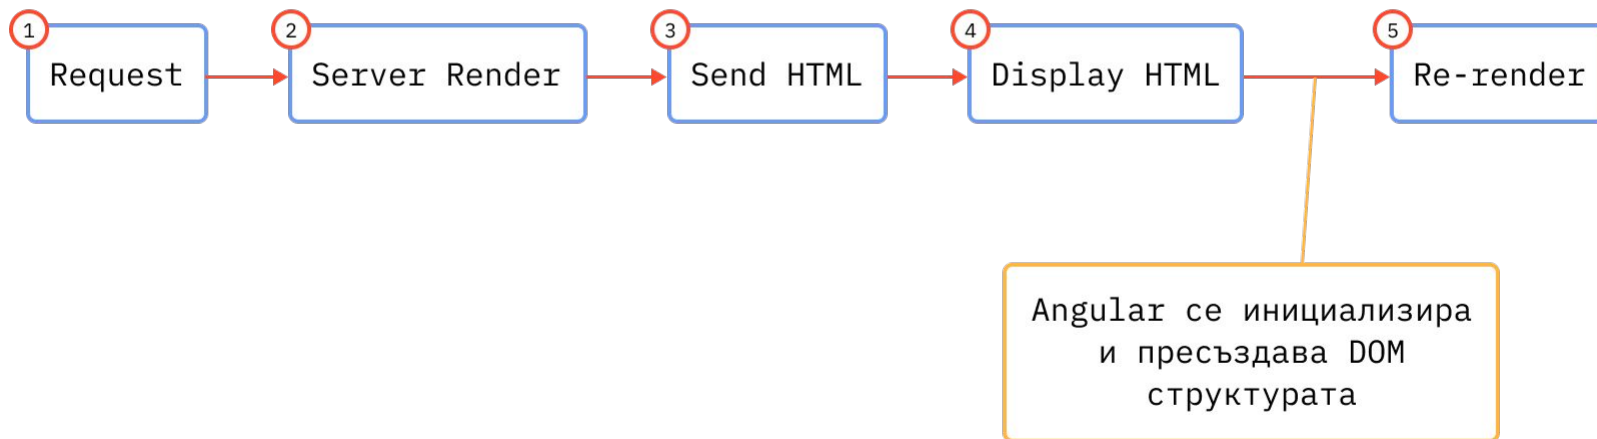 1
Request
2
Server Render
3
Send HTML
4
Display HTML
5
Re-render
Angular се инициализира
и пресъздава DOM
структурата